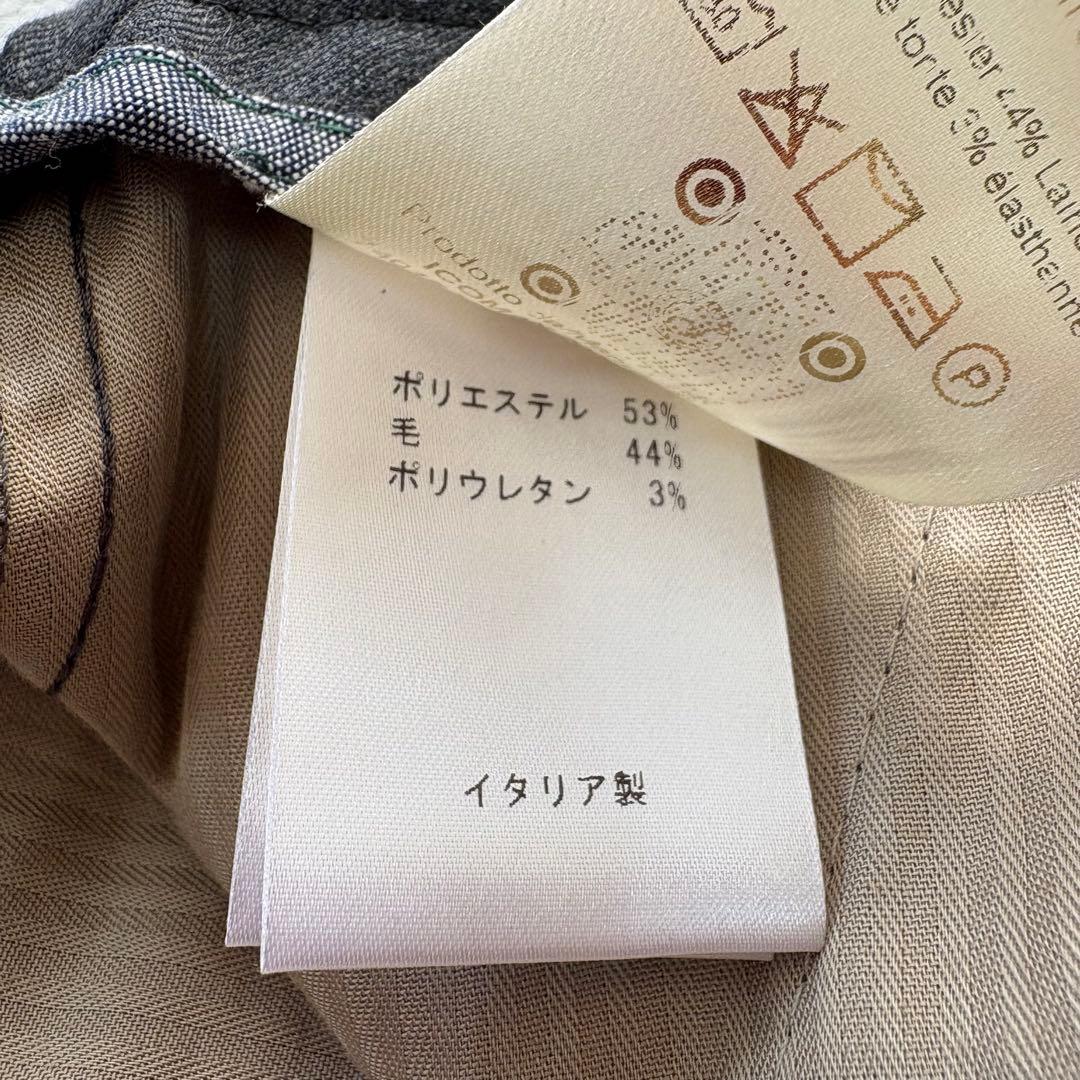 ポリエステル 53%
毛 44%
ポリウレタン 3%
イタリア製
44%
torte 3% élasthanne
Prodotto
P